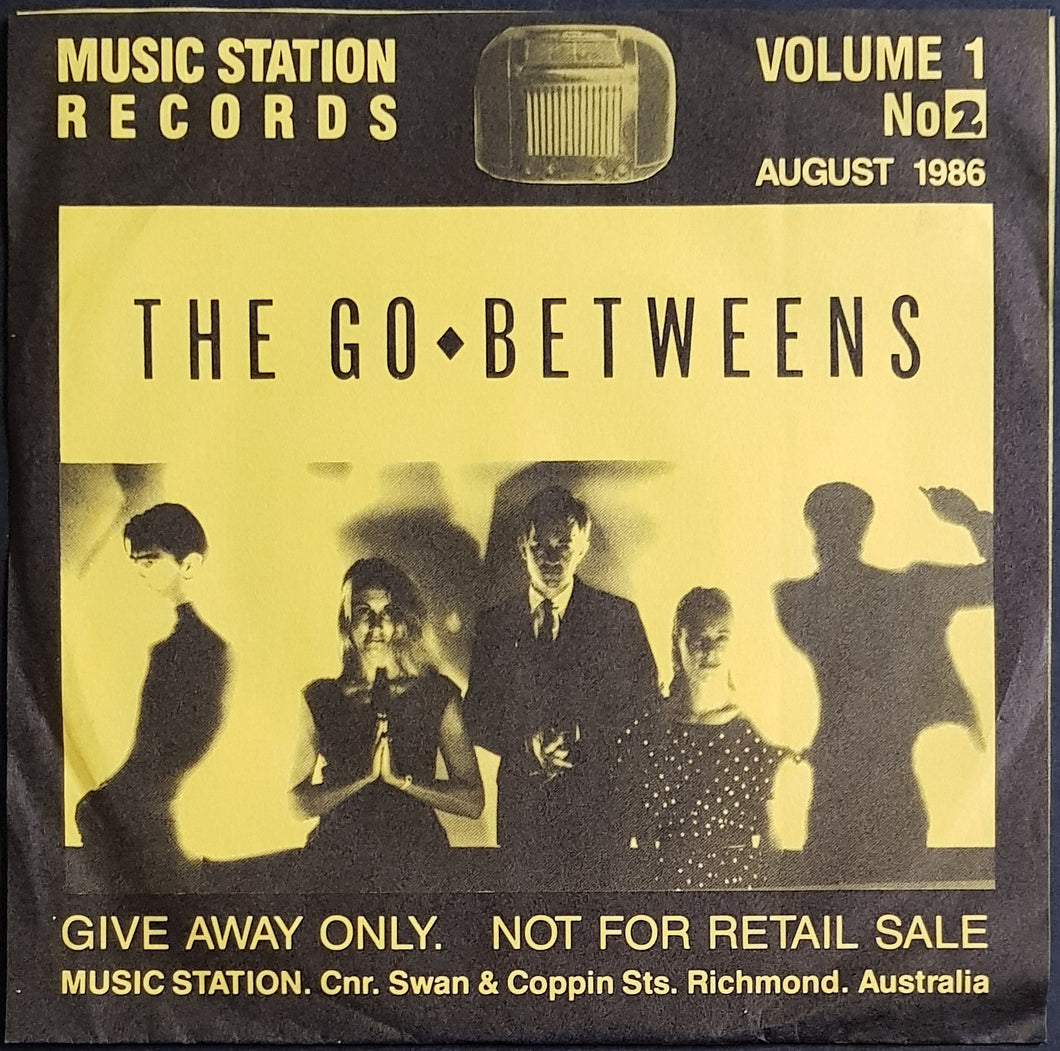 MUSIC STATION
RECORDS
VOLUME 1
No 2
AUGUST 1986
THE GO◆BETWEENS
GIVE AWAY ONLY. NOT FOR RETAIL SALE
MUSIC STATION. Cnr. Swan & Coppin Sts. Richmond. Australia